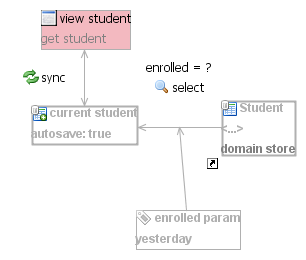 view student
get student
sync
enrolled = ?
select
current student
autosave: true
Student
<...>
domain store
enrolled param
yesterday